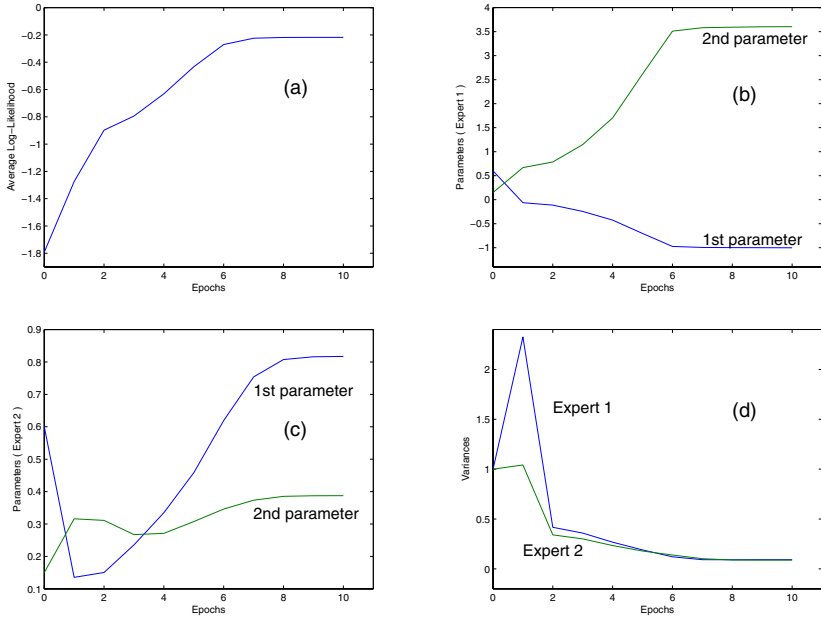 0
−0.2
−0.4
−0.6
−0.8
−1
−1.2
−1.4
−1.6
−1.8
Average Log−Likelihood
(a)
0 2 4 6 8 10
Epochs
4
3.5
3
2.5
2
1.5
1
0.5
0
−0.5
−1
Parameters ( Expert 1 )
2nd parameter
(b)
1st parameter
0 2 4 6 8 10
Epochs
0.9
0.8
0.7
0.6
0.5
0.4
0.3
0.2
0.1
Parameters ( Expert 2 )
1st parameter
(c)
2nd parameter
0 2 4 6 8 10
Epochs
2
1.5
1
0.5
0
Variances
Expert 1
(d)
Expert 2
0 2 4 6 8 10
Epochs